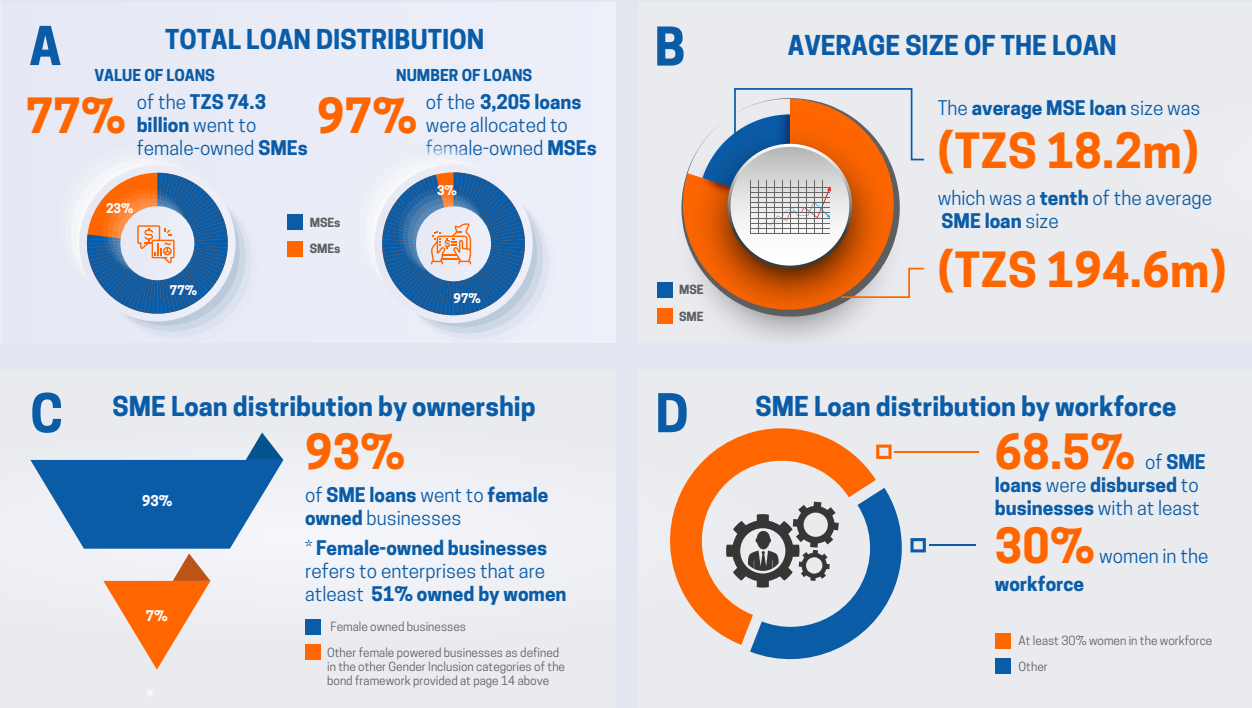 A
TOTAL LOAN DISTRIBUTION
VALUE OF LOANS
77%
of the TZS 74.3
billion went to
female-owned SMEs
23%
77%
MSEs
SMEs
NUMBER OF LOANS
97%
of the 3,205 loans
were allocated to
female-owned MSEs
3%
97%
B
AVERAGE SIZE OF THE LOAN
The average MSE loan size was
(TZS 18.2m)
which was a tenth of the average
SME loan size
(TZS 194.6m)
MSE
SME
C
SME Loan distribution by ownership
93%
7%
*
93%
of SME loans went to female
owned businesses
* Female-owned businesses
refers to enterprises that are
atleast 51% owned by women
Female owned businesses
Other female powered businesses as defined
in the other Gender Inclusion categories of the
bond framework provided at page 14 above
D
SME Loan distribution by workforce
68.5% of SME
loans were disbursed to
businesses with at least
30% women in the
workforce
At least 30% women in the workforce
Other